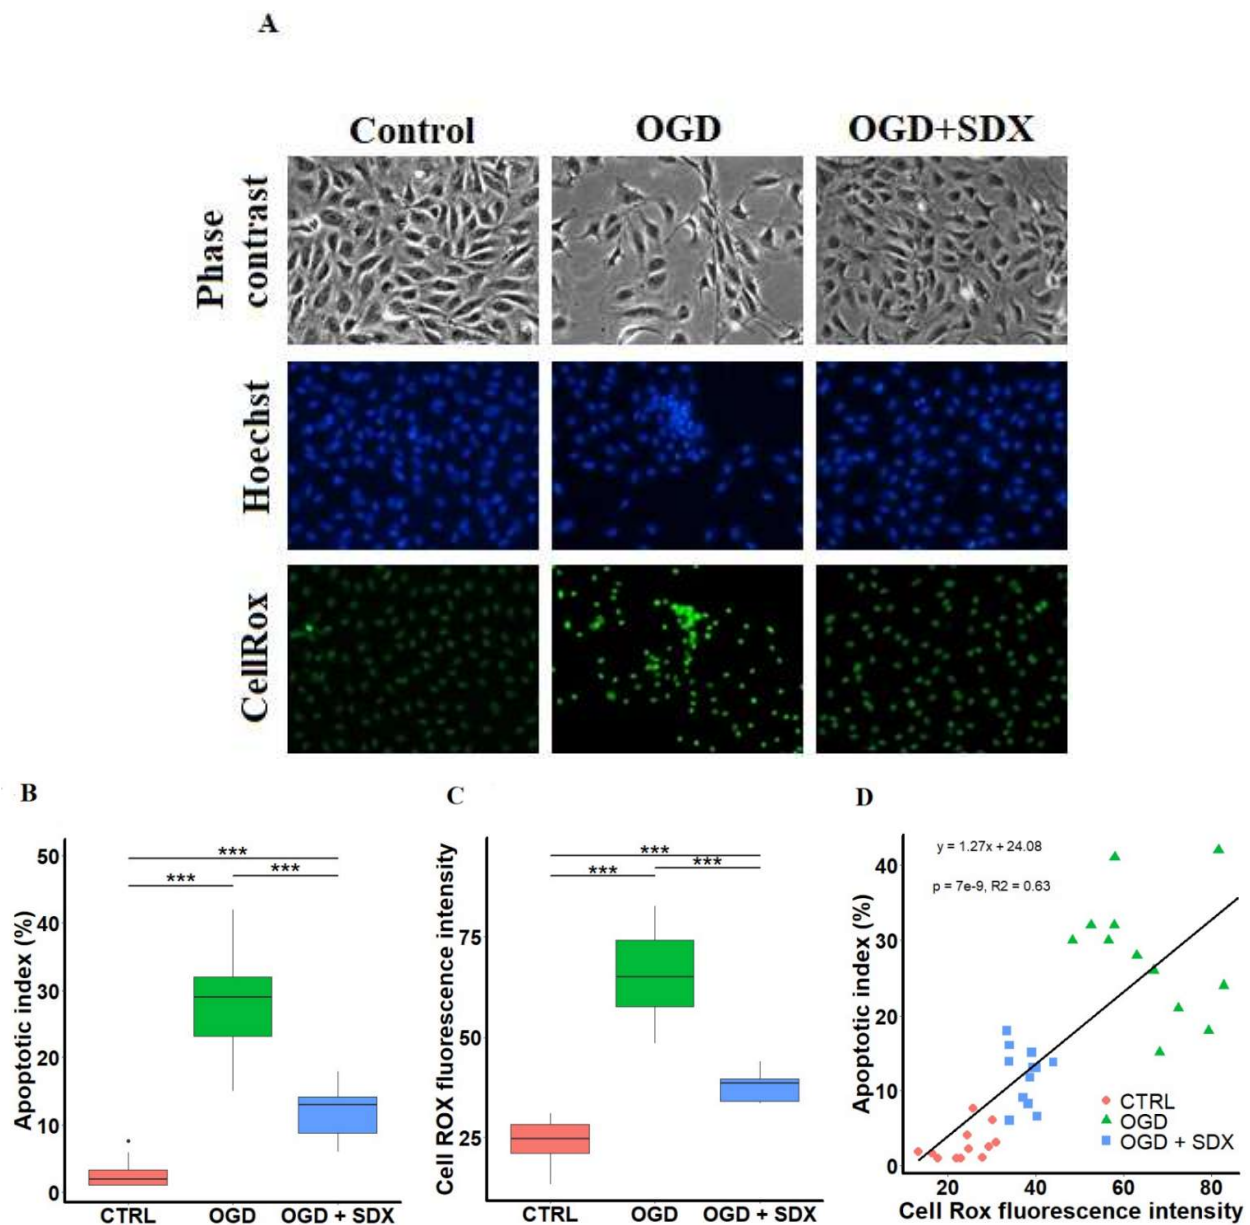 A
Control OGD OGD+SDX
Phase
contrast
Hoechst
CellRox
B
Apoptotic index (%)
50
40
30
20
10
0
***
*** ***
CTRL OGD OGD + SDX
C
Cell ROX fluorescence intensity
75
50
25
***
*** ***
CTRL OGD OGD + SDX
D
Apoptotic index (%)
40
30
20
10
0
y = 1.27x + 24.08
p = 7e-9, R2 = 0.63
CTRL
OGD
OGD + SDX
20 40 60 80
Cell Rox fluorescence intensity